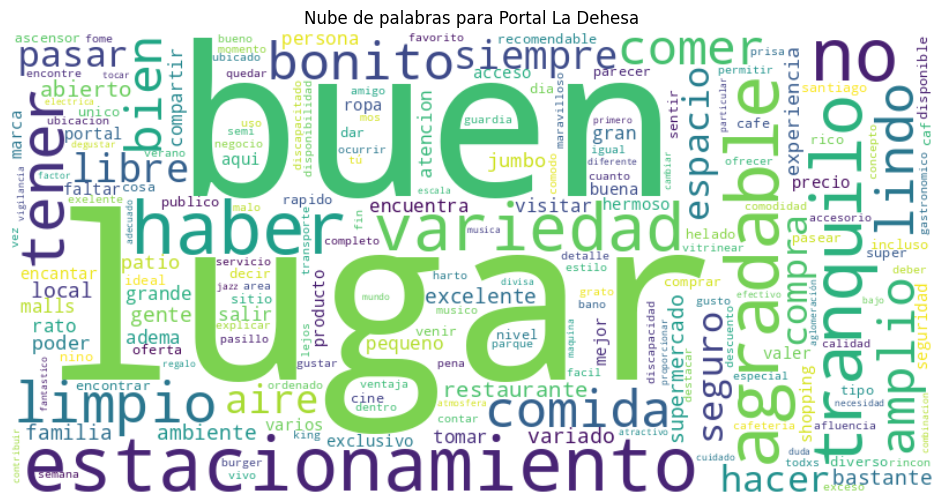 Nube de palabras para Portal La Dehesa
ascensor fome
pasar
bien
compartir
bueno
momento
ubicado
persona
bonito
favorito
quedar
siempre
recomendable
acceso
parecer
comer
prisa
permitir
no
disponible
encontre
tocar
electrica
abierto
unico
ubicacion
portal
marca
tener
libre
faltar
cosa
aqui
semi
negocio
verano
buen
discapacitado
uso
disponibilidad
amigo
ropa
mos
dar
ocurrir
tú
atencion
dia
guardia
jumbo
gran
igual
buena
maravilloso
comodo
primero
diferente
cuanto
sentir
espacio
particular
cambiar
santiago
cafe
ofrecer
experiencia
concepto
rico
precio
lindo
caf
gastronomico
vigilancia
factor
exelente
vez
malo
publico
rapido
haber
adecuado
transporte
fin
completo
encuentra
escala
musica
visitar
hermoso
variedad
helado
vitrinear
comodidad
agradable
accesorio
pasear
incluso
tranquilo
super
deber
encantar
local
malls
patio
ideal
grande
servicio
decir
sitio
jazz
area
explicar
lugar
detalle
estilo
excelente
divisa
grato
bano
comprar
gusto
compra
efectivo
aglomeración
bajo
calidad
amplio
seguridad
rato
poder
adema
gente
salir
oferta
pasillo
lejos
producto
musico
mundo
pequeno
venir
nivel
parque
maquina
mejor
discapacidad
proporcionar
supermercado
seguro
descuento
valer
especial
shopping
tipo
necesidad
afluencia
combinacion
fantastico
nino
encontrar
regalo
gustar
pena
facil
destacar
limpio
aire
ordenado
cine
ventaja
dentro
atmosfera
restaurante
contar
comida
cafeteria
familia
ambiente
varios
king
exclusivo
tomar
variado
atractivo
cuidado
duda
todxs
diverso
rincon
contribuir
semana
estacionamiento
burger
vivo
hacer
exceso
bastante